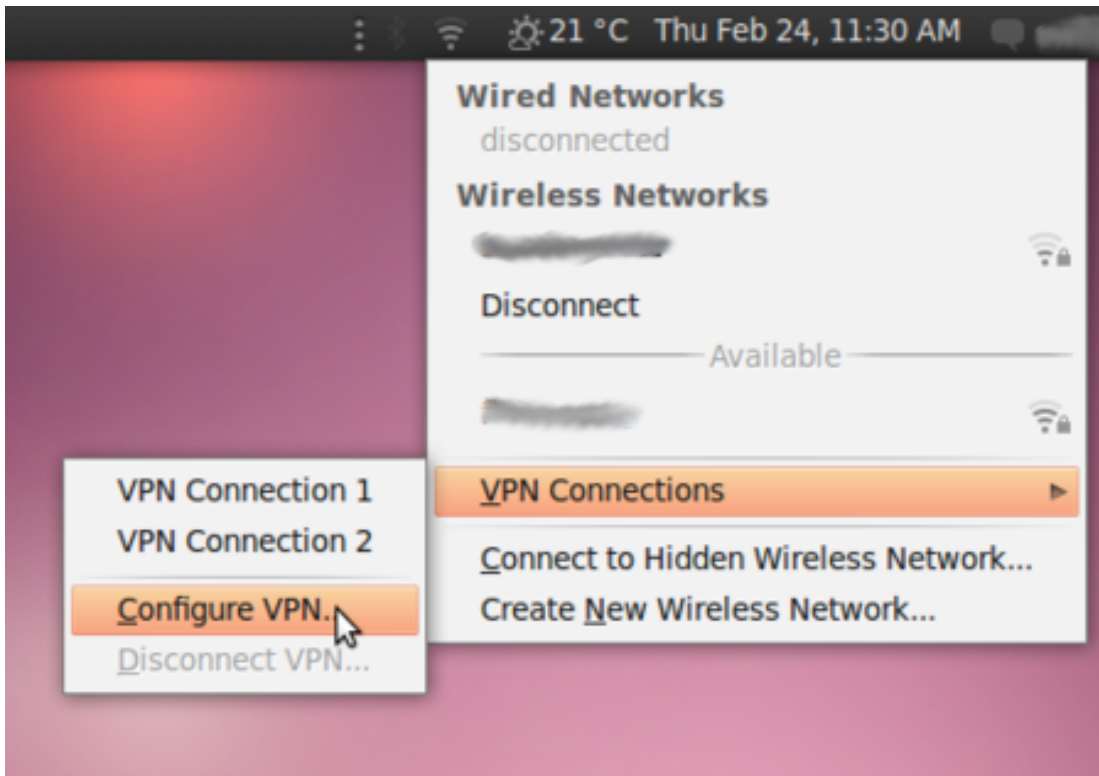 21 °C Thu Feb 24, 11:30 AM
Wired Networks
disconnected
Wireless Networks
Disconnect
Available
VPN Connections
Connect to Hidden Wireless Network...
Create New Wireless Network...
VPN Connection 1
VPN Connection 2
Configure VPN...
Disconnect VPN...